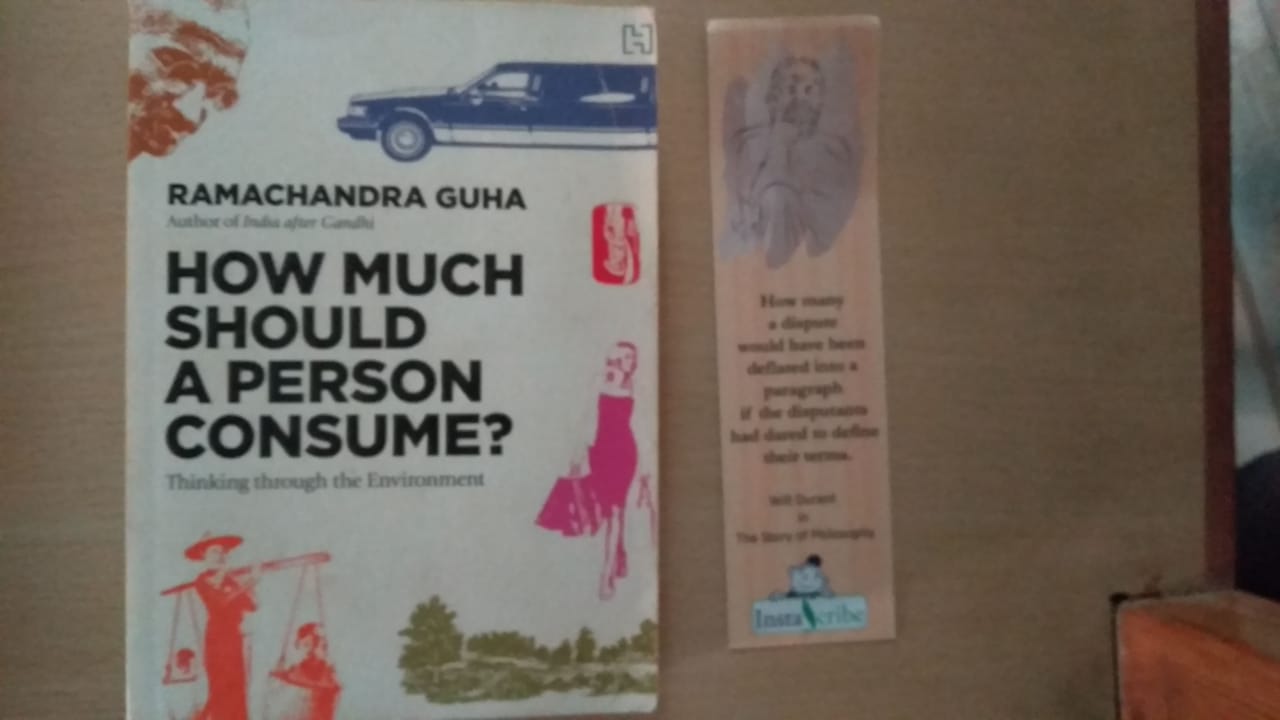 RAMACHANDRA GUHA
Author of India after Gandhi
HOW MUCH
SHOULD
A PERSON
CONSUME?
Thinking through the Environment
How many
a dispute
would have been
deflated into a
paragraph
if the disputants
had dared to define
their terms.
Will Durant
in
The Story of Philosophy
InstaScribe